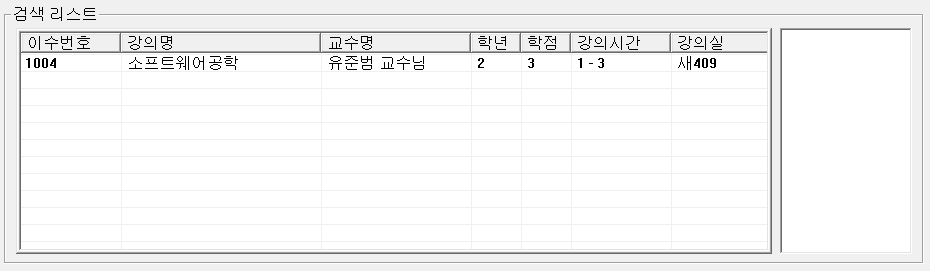 검색 리스트
이수번호 강의명 교수명 학년 학점 강의시간 강의실
1004 소프트웨어공학 유준범 교수님 2 3 1 - 3 새409